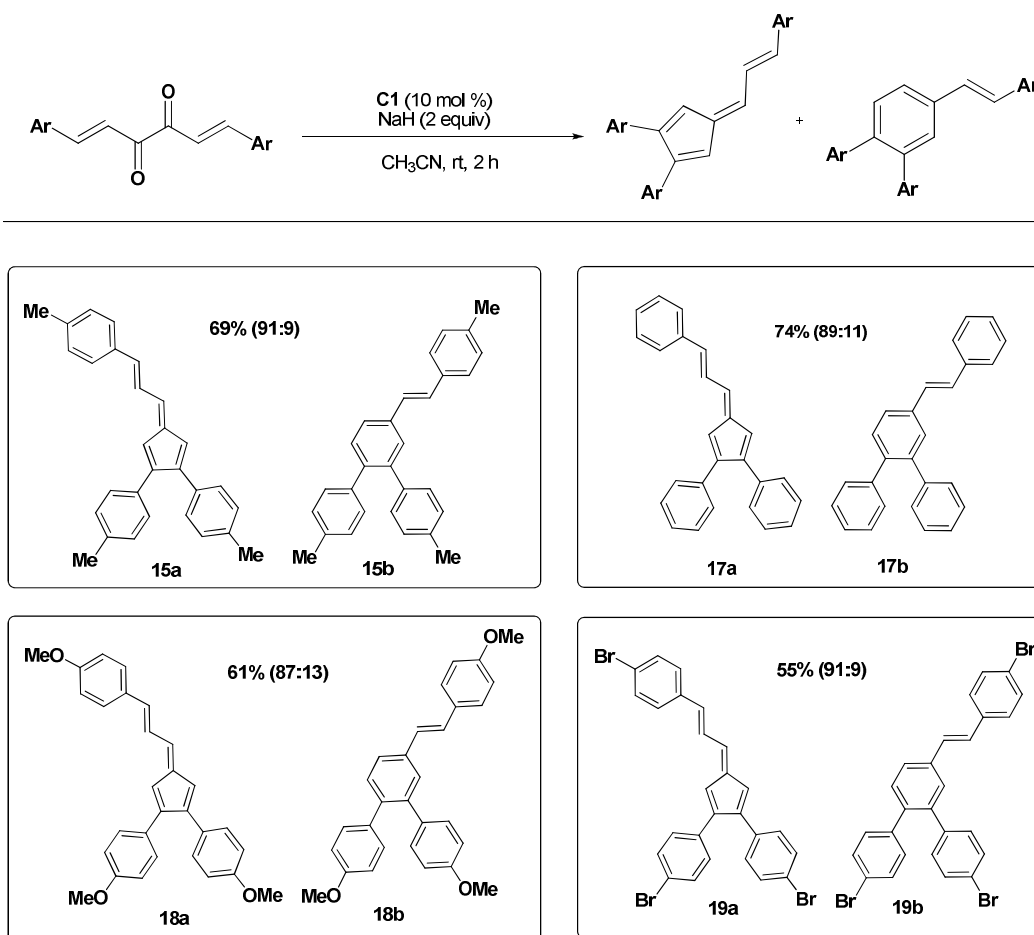 Ar
O
O
Ar
C1 (10 mol %)
NaH (2 equiv)
CH3CN, rt, 2 h
Ar
Ar
Ar
+
Ar
Ar
Ar
Me
69% (91:9)
Me
Me
Me
Me
Me
15a
15b
74% (89:11)
17a
17b
MeO
61% (87:13)
OMe
MeO
OMe
MeO
OMe
18a
18b
Br
55% (91:9)
Br
Br
Br
Br
Br
19a
19b